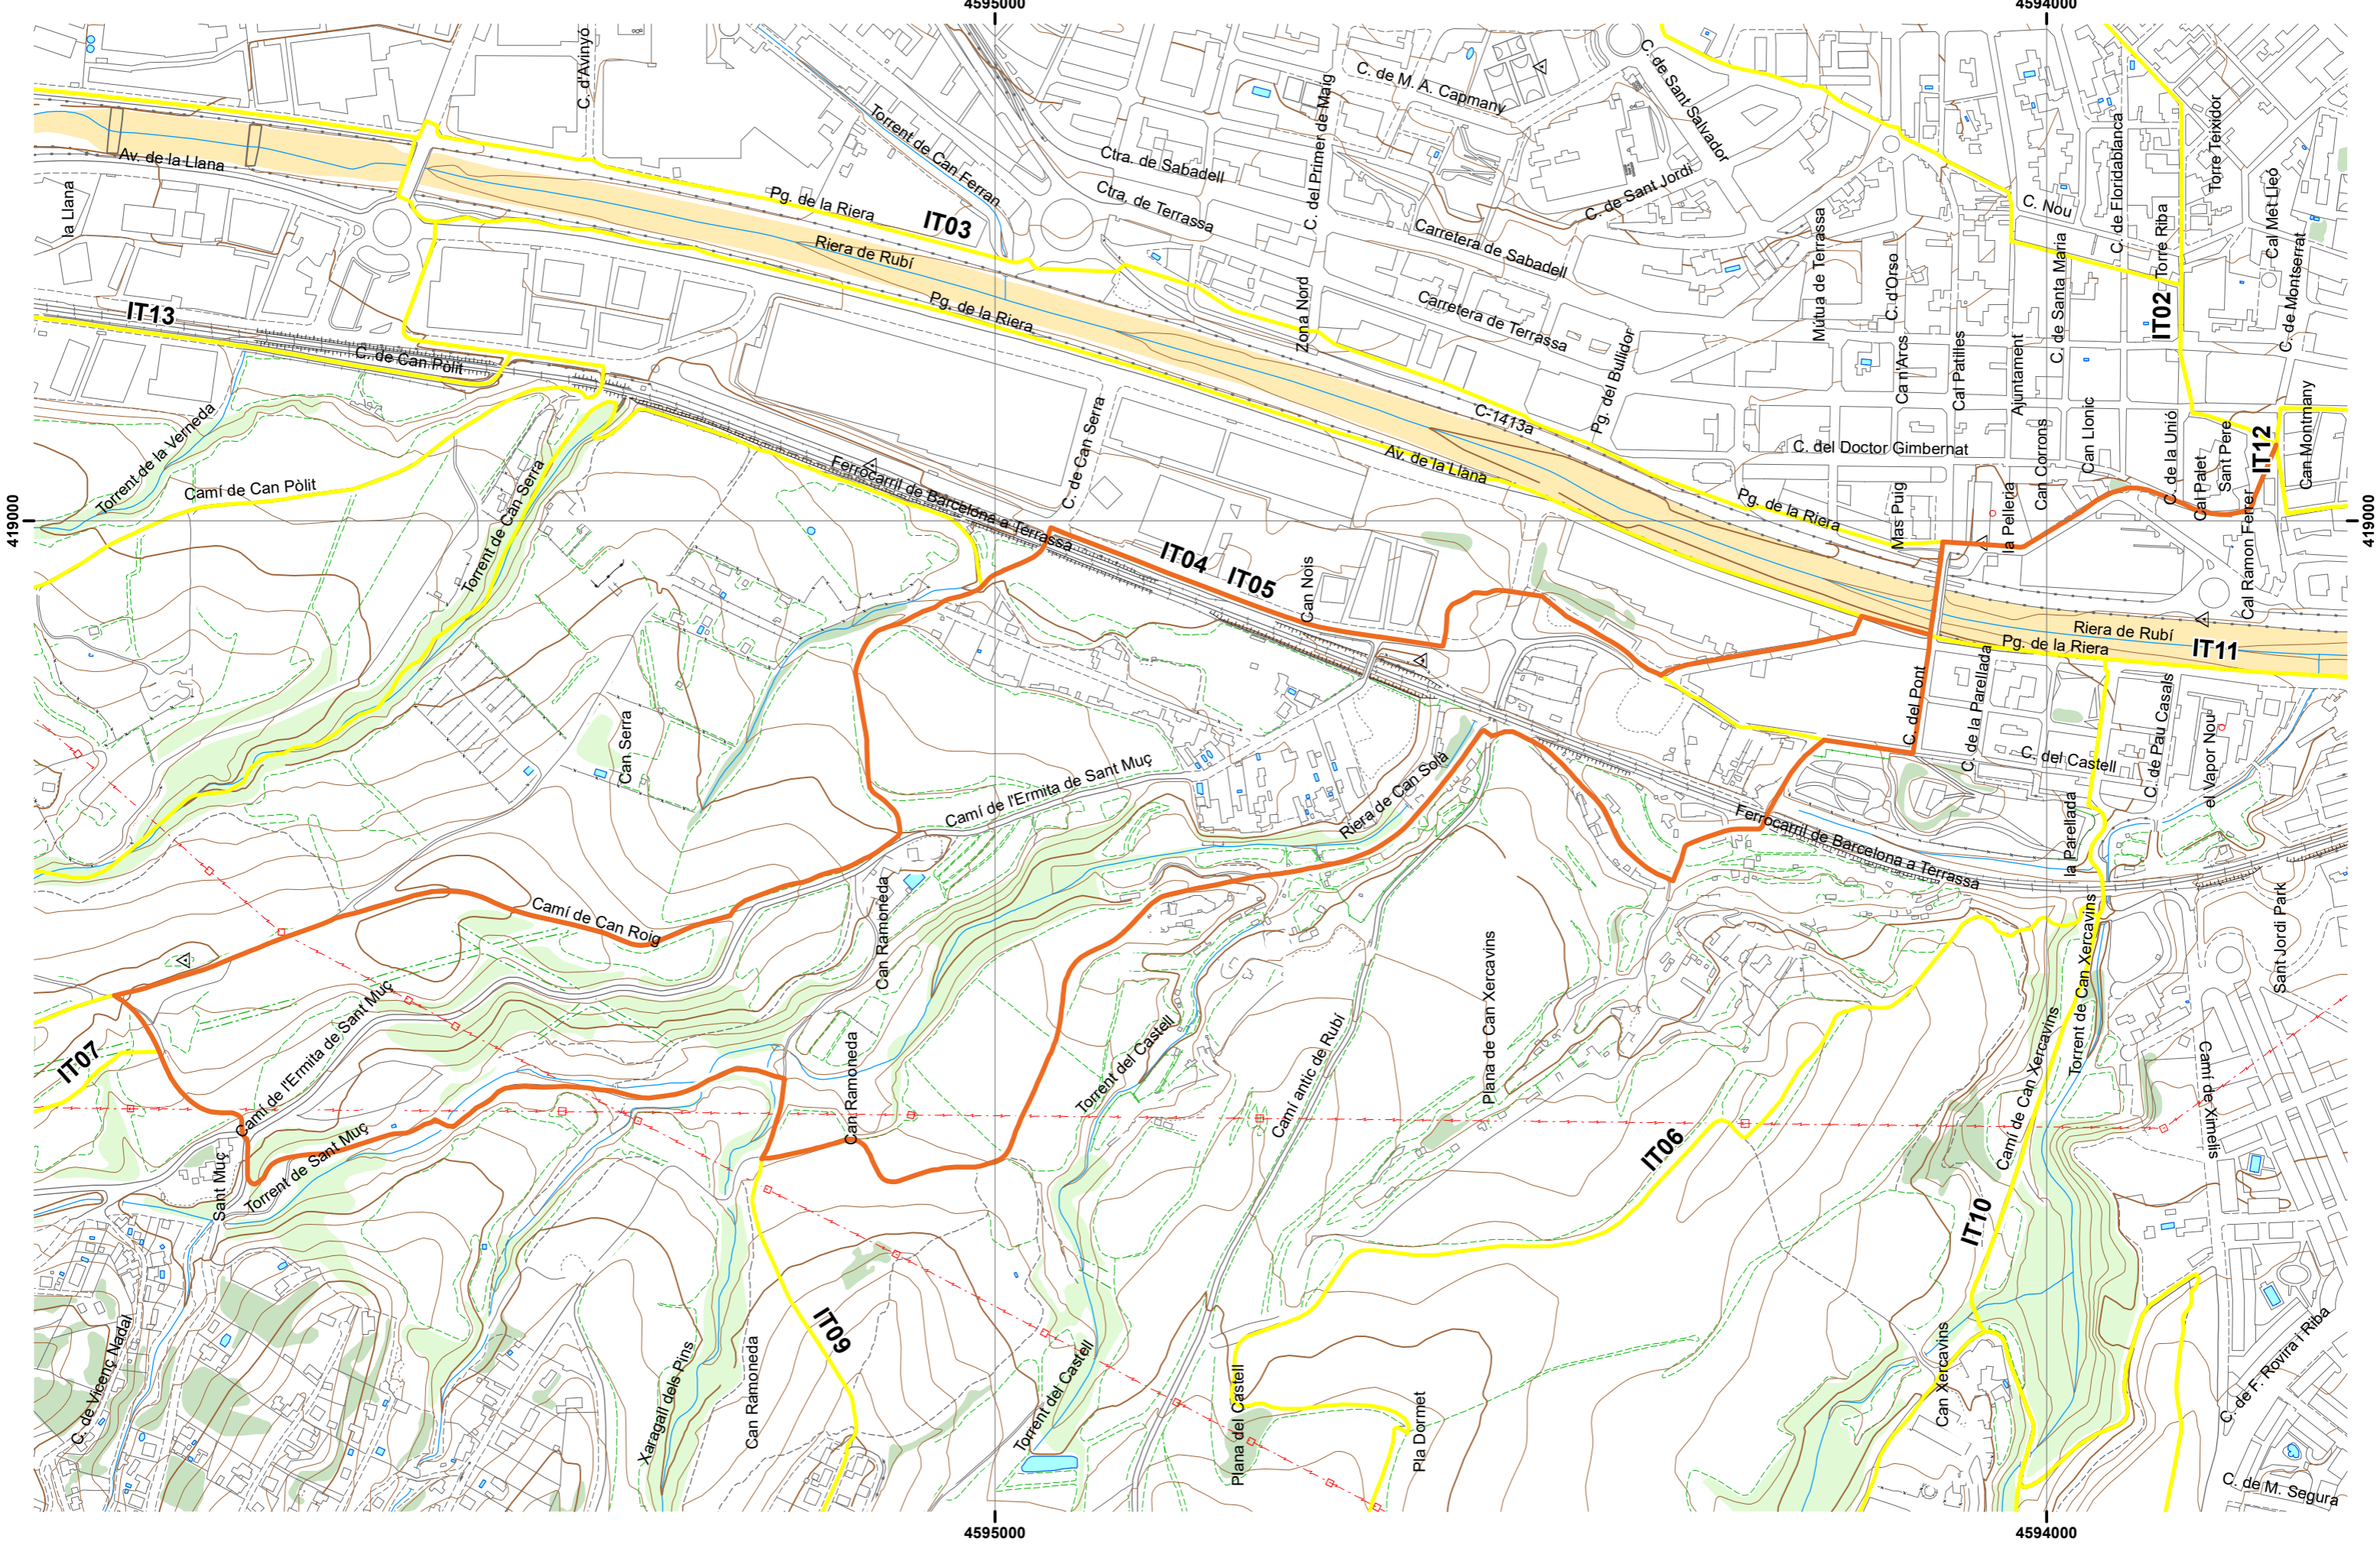 4595000
4594000
C. d'Avinyó
C. de M. A. Capmany
C. de Sant Salvador
Torrent de Can Ferran
C. del Primer de Maig
Av. de la Llana
Ctra. de Sabadell
Torre Teixidor
C. de Floridablanca
la Llana
Pg. de la Riera
IT03
Ctra. de Terrassa
C. de Sant Jordi
C. Nou
Cal Met Lleó
Riera de Rubí
Carretera de Sabadell
Mútua de Terrassa
C. d'Orso
C. de Santa Maria
Torre Riba
C. de Montserrat
IT13
Pg. de la Riera
Zona Nord
Carretera de Terrassa
IT02
C. de Can Pòlit
Pg. del Bullidor
Ca n'Arcs
Cal Patilles
Ajuntament
Torrent de la Verneda
C. de Can Serra
C-1413a
Can Llonic
C. de la Unió
Can Montmany
Camí de Can Pòlit
Ferrocarril de Barcelona a Terrassa
Av. de la Llana
C. del Doctor Gimbernat
Can Corrons
Cal Palet
Sant Pere
IT12
419000
Torrent de Can Serra
Pg. de la Riera
Mas Puig
la Pelleria
Cal Ramon Ferrer
419000
IT04
IT05
Can Nois
Riera de Rubí
Pg. de la Riera
IT11
C. del Pont
C. de la Parellada
C. de Pau Casals
el Vapor Nou
Can Serra
Camí de l'Ermita de Sant Muç
Riera de Can Solà
C. del Castell
Ferrocarril de Barcelona a Terrassa
la Parellada
Camí de Can Roig
Can Ramoneda
Plana de Can Xercavins
Torrent de Can Xercavins
Sant Jordi Park
IT07
Camí de l'Ermita de Sant Muç
Can Ramoneda
Torrent del Castell
Camí antic de Rubí
Camí de Can Xercavins
Camí de Ximelis
Sant Muç
Torrent de Sant Muç
IT06
IT10
C. de Vicenç Nadal
Xaragall dels Pins
Can Ramoneda
IT09
Torrent del Castell
Plana del Castell
Pla Dormet
Can Xercavins
C. de F. Rovira i Riba
C. de M. Segura
4595000
4594000